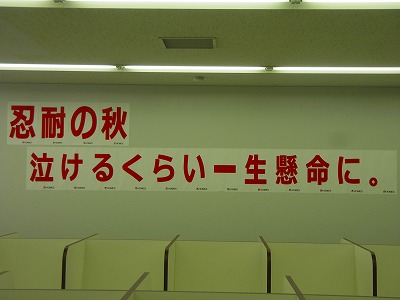 忍耐の秋
泣けるくらい一生懸命に。